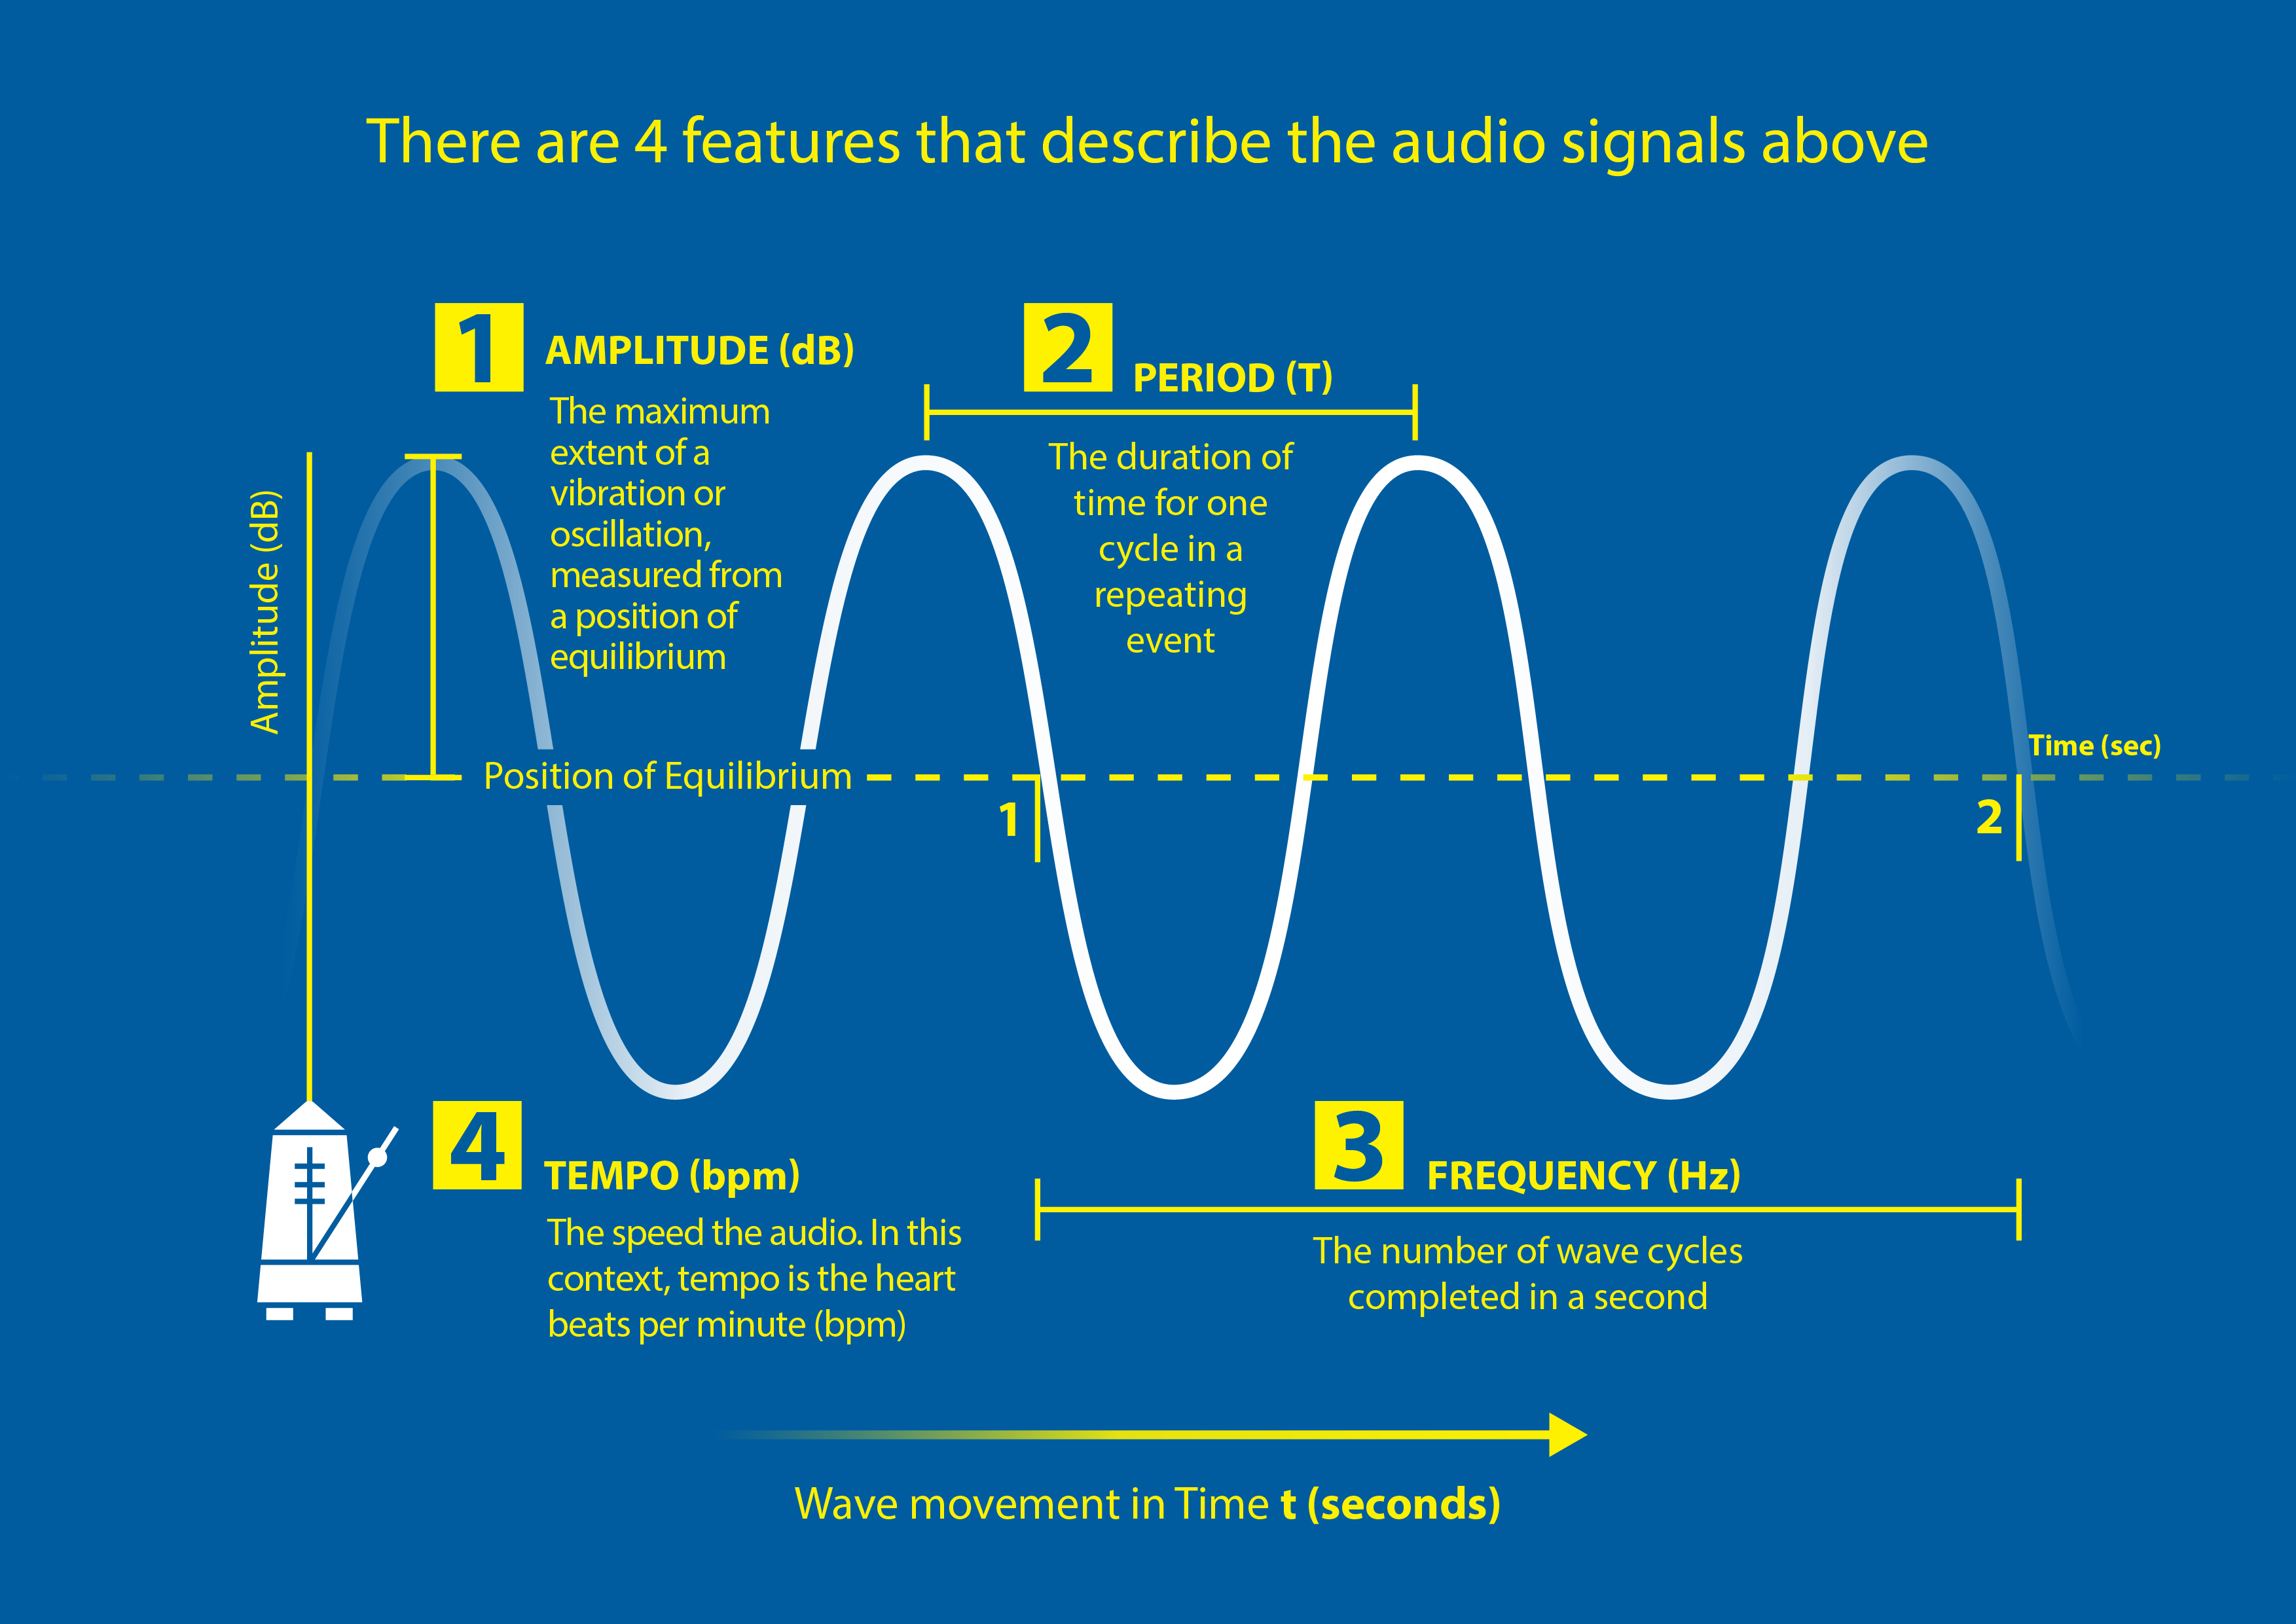 There are 4 features that describe the audio signals above
1
AMPLITUDE (dB)
The maximum
extent of a
vibration or
oscillation,
measured from
a position of
equilibrium
2
PERIOD (T)
The duration of
time for one
cycle in a
repeating
event
Amplitude (dB)
Position of Equilibrium
Time (sec)
1
2
4
TEMPO (bpm)
The speed the audio. In this
context, tempo is the heart
beats per minute (bpm)
3
FREQUENCY (Hz)
The number of wave cycles
completed in a second
Wave movement in Time t (seconds)